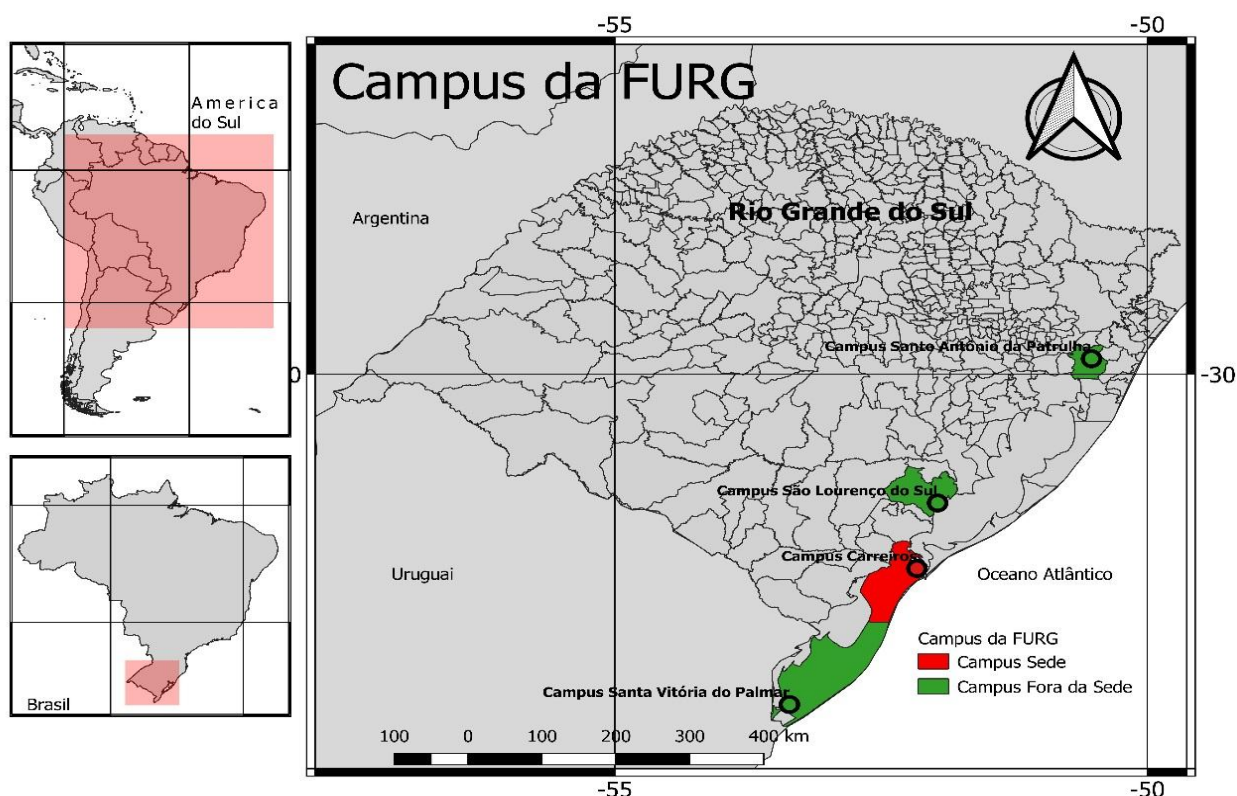 America
do Sul
Brasil
-55
-50
Campus da FURG
Argentina
Rio Grande do Sul
Campus Santo Antônio da Patrulha
0
-30
Campus São Lourenço do Sul
Campus Carreiros
Uruguai
Oceano Atlântico
Campus da FURG
Campus Sede
Campus Fora da Sede
Campus Santa Vitória do Palmar
100 0 100 200 300 400 km
-55
-50